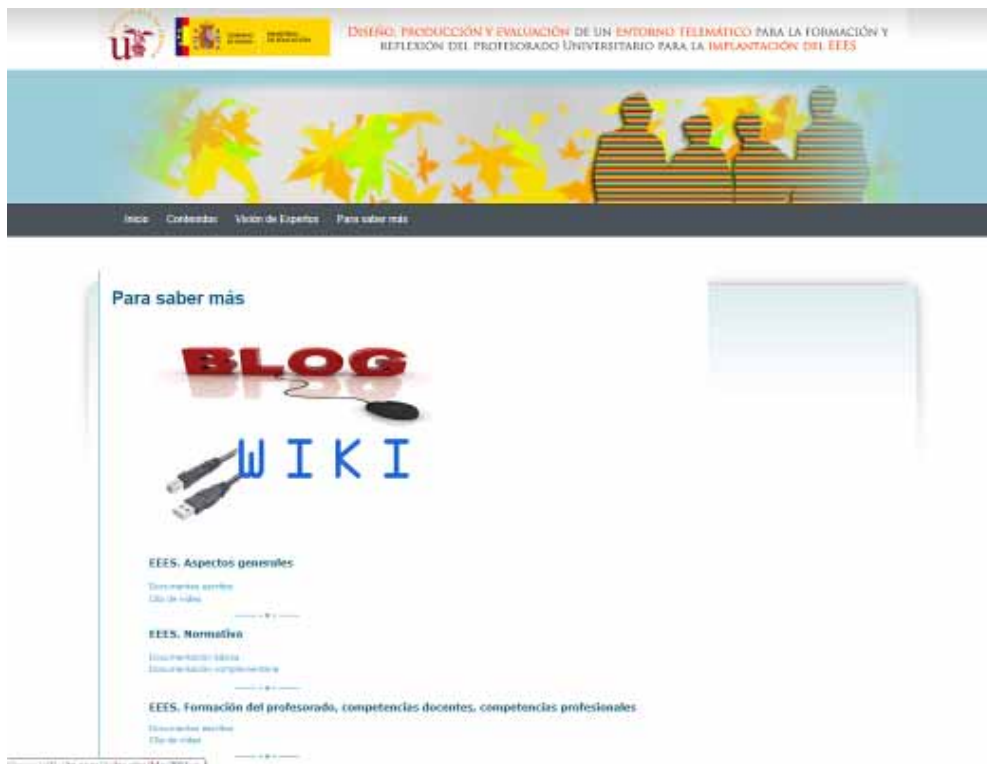 DISEÑO, PRODUCCIÓN Y EVALUACIÓN DE UN ENTORNO TELEMÁTICO PARA LA FORMACIÓN Y
REFLEXIÓN DEL PROFESORADO UNIVERSITARIO PARA LA IMPLANTACIÓN DEL EEES
Inicio Contenidos Visión de Expertos Para saber más
Para saber más
BLOG
WIKI
EEES. Aspectos generales
Documentos escritos
Clip de video
EEES. Normativa
Documentación básica
Documentación complementaria
EEES. Formación del profesorado, competencias docentes, competencias profesionales
Documentos escritos
Clip de video